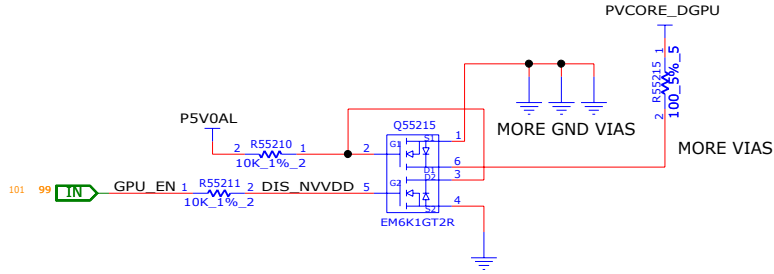 PVCORE_DGPU
1
R55215
100_5%_5
2
P5V0AL
2 R55210 1
10K_1%_2
Q55215
2 G1 S1 1
MORE GND VIAS
MORE VIAS
D1 6
D2 3
101 99 IN GPU_EN 1 R55211 2 DIS_NVVDD 5 G2
10K_1%_2
S2 4
EM6K1GT2R